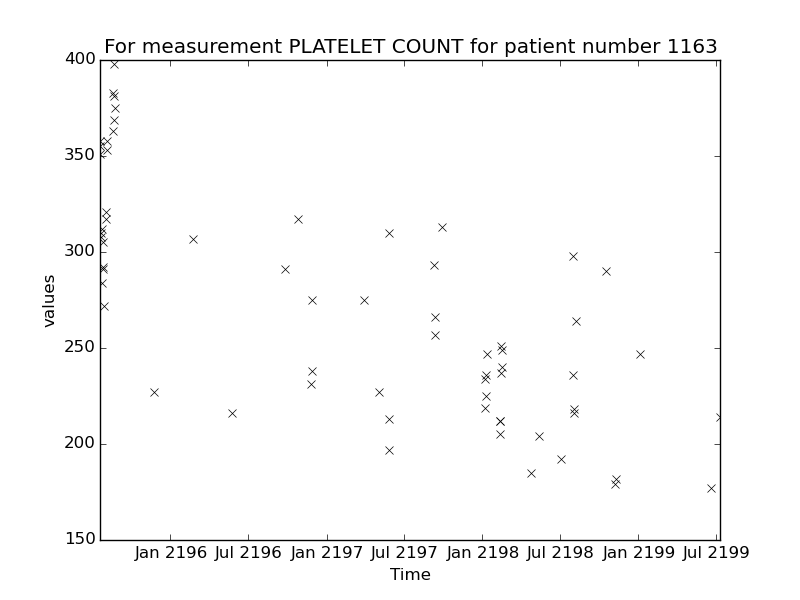 For measurement PLATELET COUNT for patient number 1163
400
350
300
250
200
150
values
Jan 2196 Jul 2196 Jan 2197 Jul 2197 Jan 2198 Jul 2198 Jan 2199 Jul 2199
Time